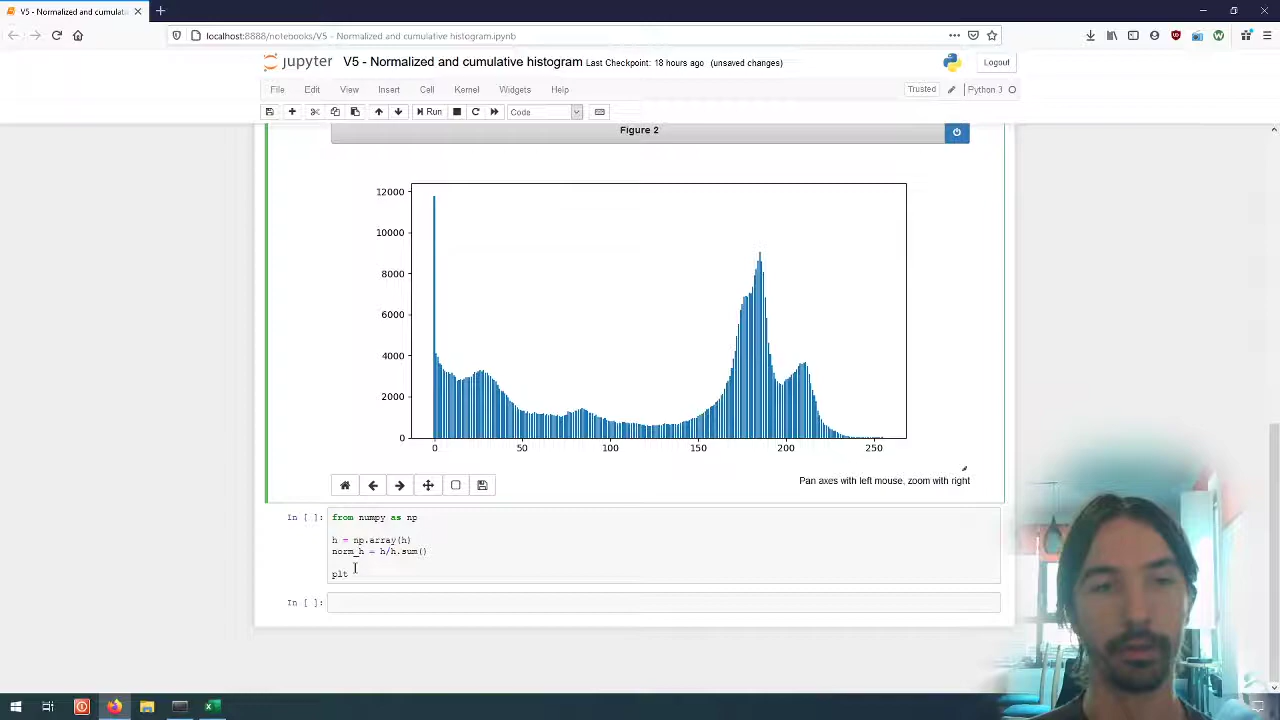 V5 - Normalized and cumulati
localhost:8888/notebooks/V5 - Normalized and cumulative histogram.ipynb
jupyter V5 - Normalized and cumulative histogram Last Checkpoint: 18 hours ago (unsaved changes)
Logout
File Edit View Insert Cell Kernel Widgets Help
Trusted
Python 3
Run
Code
Figure 2
12000
10000
8000
6000
4000
2000
0
0 50 100 150 200 250
Pan axes with left mouse, zoom with right
In [ ]:
from numpy as np
h = np.array(h)
norm_h = h/h.sum()
plt
In [ ]: